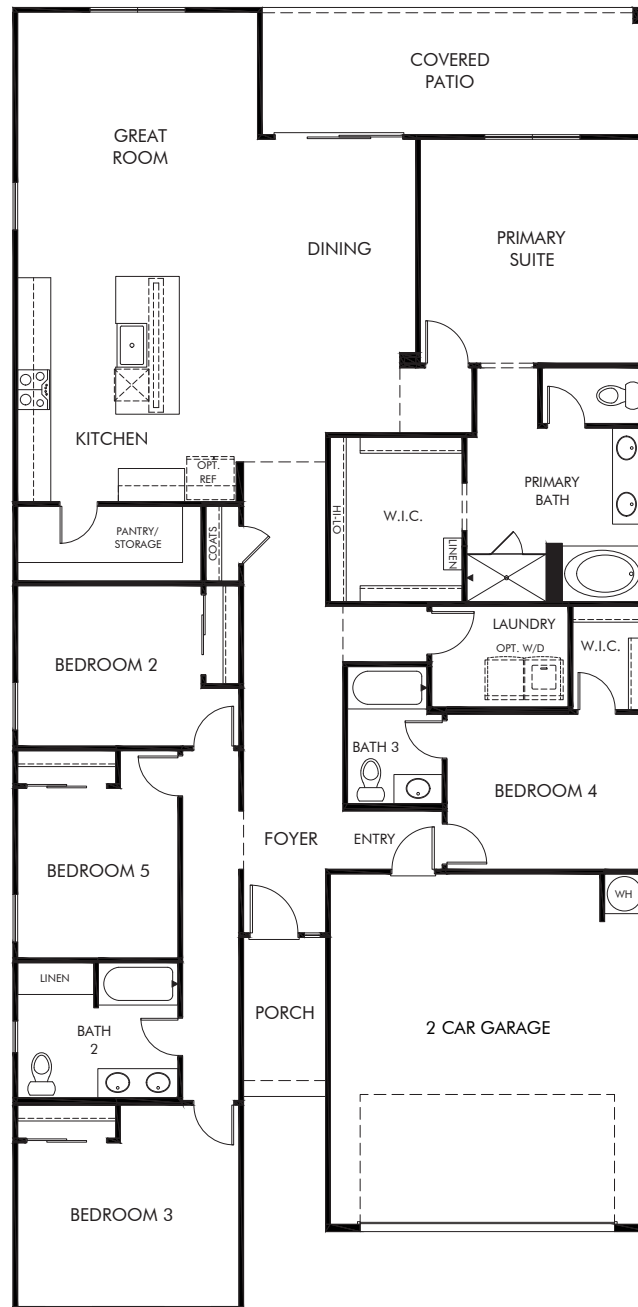 COVERED
PATIO
GREAT
ROOM
DINING
PRIMARY
SUITE
KITCHEN
OPT.
REF
HI-LO
W.I.C.
LINEN
PRIMARY
BATH
PANTRY/
STORAGE
COATS
LAUNDRY
OPT. W/D
W.I.C.
BEDROOM 2
BATH 3
BEDROOM 4
FOYER
ENTRY
BEDROOM 5
WH
LINEN
BATH
2
PORCH
2 CAR GARAGE
BEDROOM 3